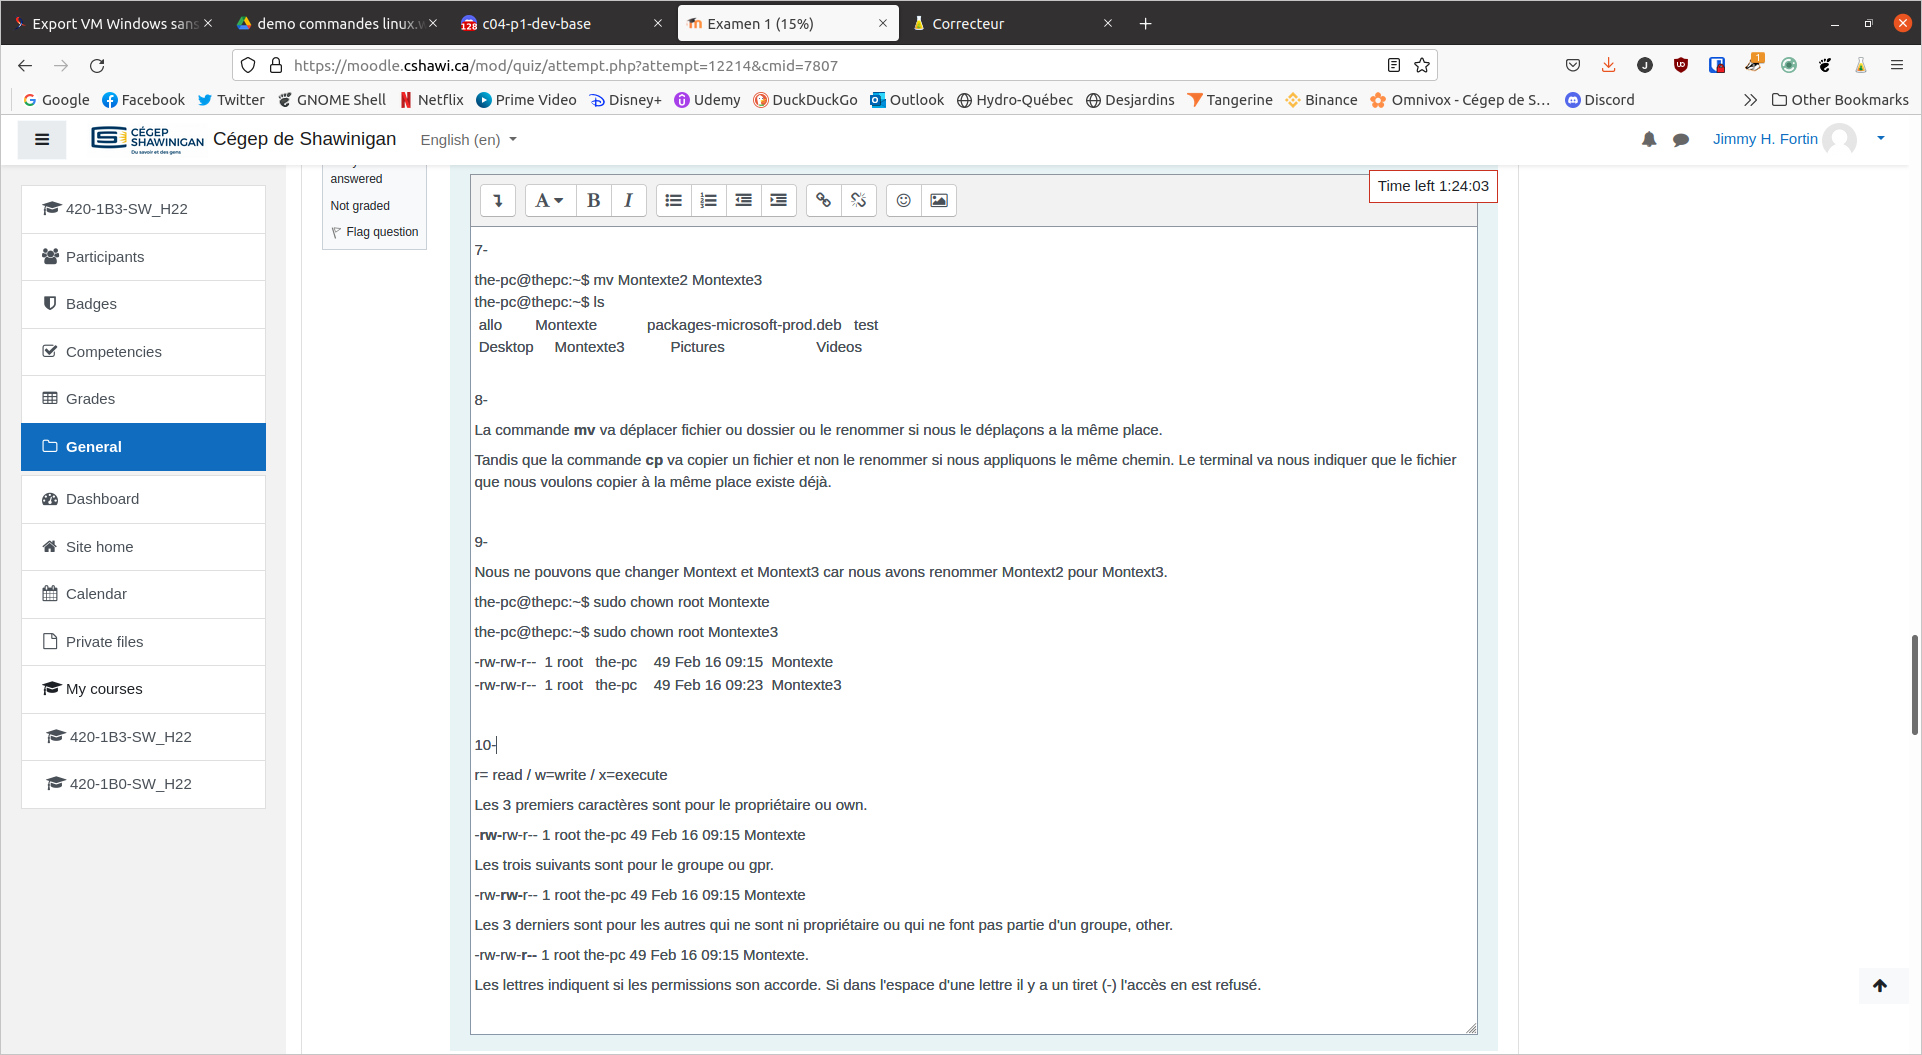 Export VM Windows sans
demo commandes linux.w
c04-p1-dev-base
Examen 1 (15%)
Correcteur
https://moodle.cshawi.ca/mod/quiz/attempt.php?attempt=12214&cmid=7807
Google
Facebook
Twitter
GNOME Shell
Netflix
Prime Video
Disney+
Udemy
DuckDuckGo
Outlook
Hydro-Québec
Desjardins
Tangerine
Binance
Omnivox - Cégep de S...
Discord
Other Bookmarks
CÉGEP
SHAWINIGAN
Du savoir et des gens
Cégep de Shawinigan
English (en)
Jimmy H. Fortin
420-1B3-SW_H22
Participants
Badges
Competencies
Grades
General
Dashboard
Site home
Calendar
Private files
My courses
420-1B3-SW_H22
420-1B0-SW_H22
answered
Not graded
Flag question
Time left 1:24:03
7-
the-pc@thepc:~$ mv Montexte2 Montexte3
the-pc@thepc:~$ ls
allo Montexte packages-microsoft-prod.deb test
Desktop Montexte3 Pictures Videos
8-
La commande mv va déplacer fichier ou dossier ou le renommer si nous le déplaçons a la même place.
Tandis que la commande cp va copier un fichier et non le renommer si nous appliquons le même chemin. Le terminal va nous indiquer que le fichier
que nous voulons copier à la même place existe déjà.
9-
Nous ne pouvons que changer Montext et Montext3 car nous avons renommer Montext2 pour Montext3.
the-pc@thepc:~$ sudo chown root Montexte
the-pc@thepc:~$ sudo chown root Montexte3
-rw-rw-r-- 1 root the-pc 49 Feb 16 09:15 Montexte
-rw-rw-r-- 1 root the-pc 49 Feb 16 09:23 Montexte3
10-
r= read / w=write / x=execute
Les 3 premiers caractères sont pour le propriétaire ou own.
-rw-rw-r-- 1 root the-pc 49 Feb 16 09:15 Montexte
Les trois suivants sont pour le groupe ou gpr.
-rw-rw-r-- 1 root the-pc 49 Feb 16 09:15 Montexte
Les 3 derniers sont pour les autres qui ne sont ni propriétaire ou qui ne font pas partie d'un groupe, other.
-rw-rw-r-- 1 root the-pc 49 Feb 16 09:15 Montexte.
Les lettres indiquent si les permissions son accorde. Si dans l'espace d'une lettre il y a un tiret (-) l'accès en est refusé.